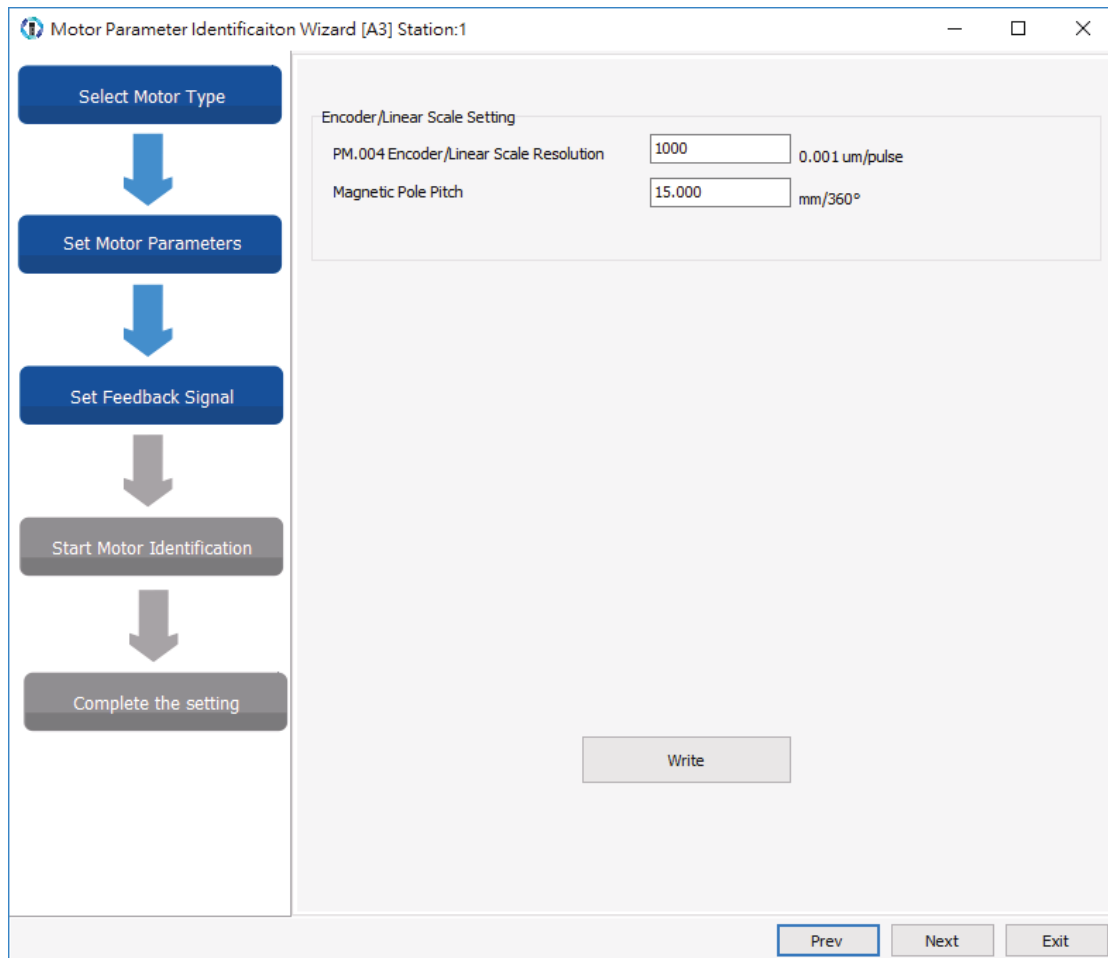 Motor Parameter Identificaiton Wizard [A3] Station:1
Select Motor Type
Set Motor Parameters
Set Feedback Signal
Start Motor Identification
Complete the setting
Encoder/Linear Scale Setting
PM.004 Encoder/Linear Scale Resolution 1000 0.001 um/pulse
Magnetic Pole Pitch 15.000 mm/360°
Write
Prev Next Exit